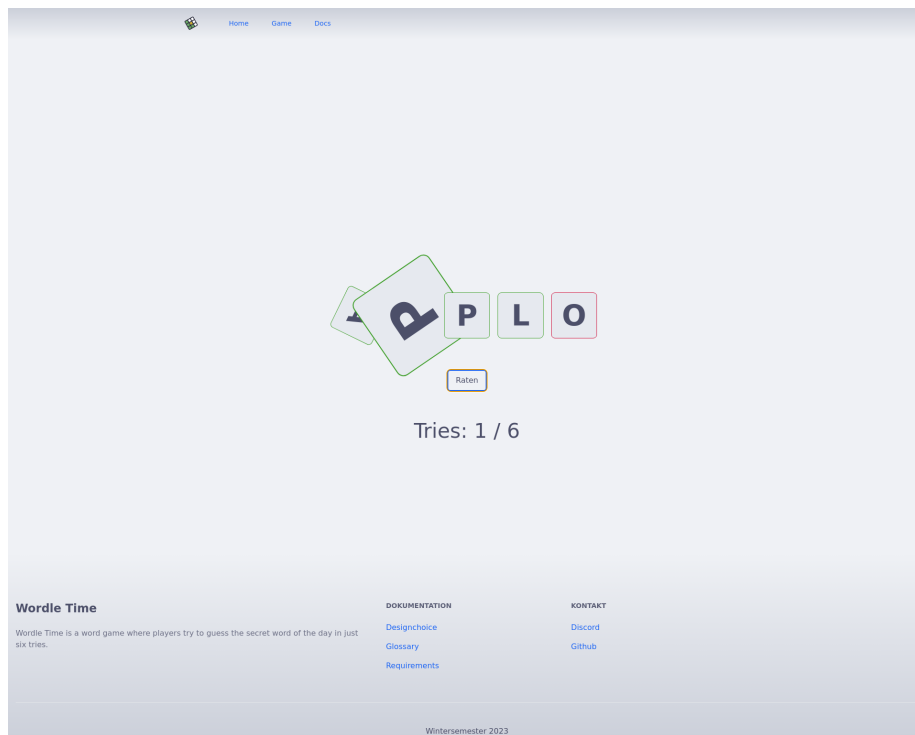 Home Game Docs
A P P L O
Raten
Tries: 1 / 6
Wordle Time
Wordle Time is a word game where players try to guess the secret word of the day in just
six tries.
DOKUMENTATION
Designchoice
Glossary
Requirements
KONTAKT
Discord
Github
Wintersemester 2023